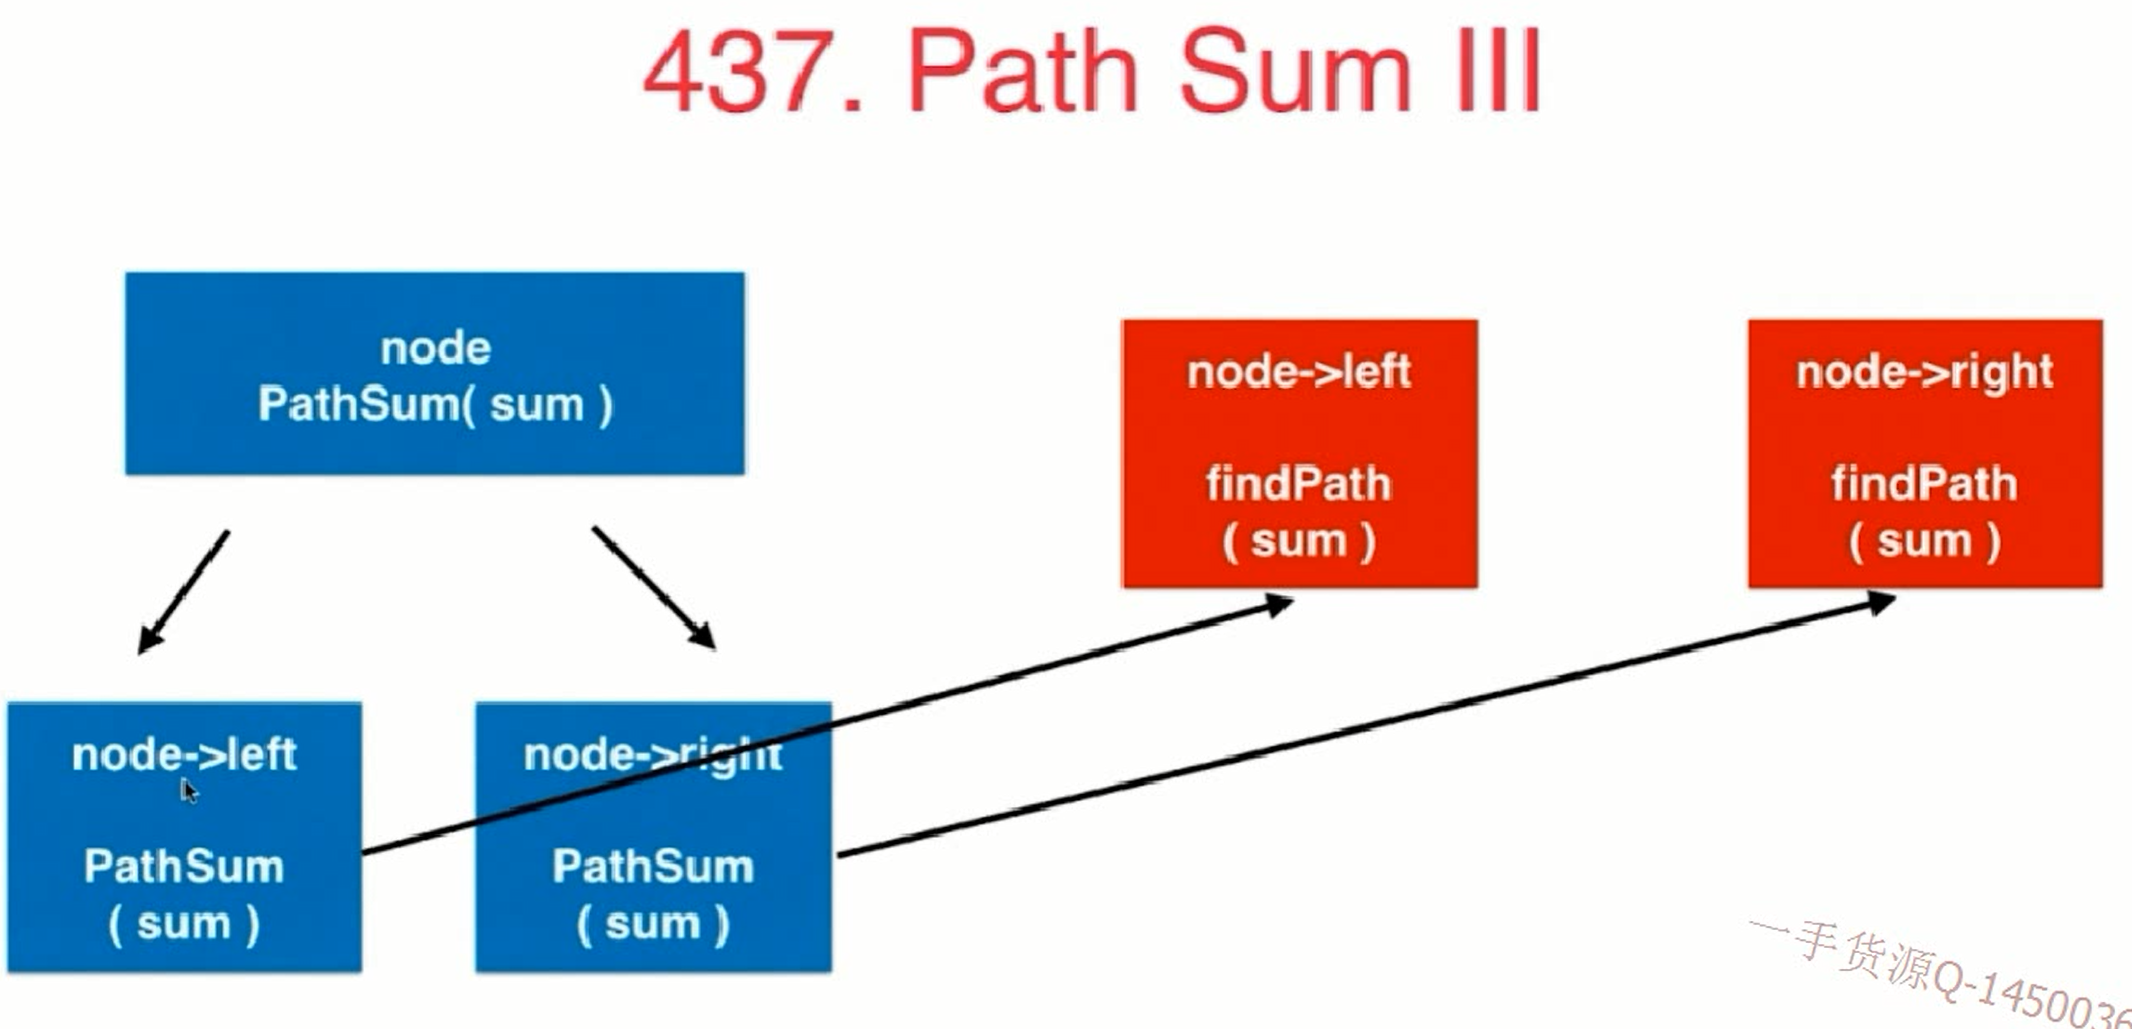 437. Path Sum III
node
PathSum( sum )
node->left
findPath
( sum )
node->right
findPath
( sum )
node->left
PathSum
( sum )
node->right
PathSum
( sum )
一手货源Q-1450036